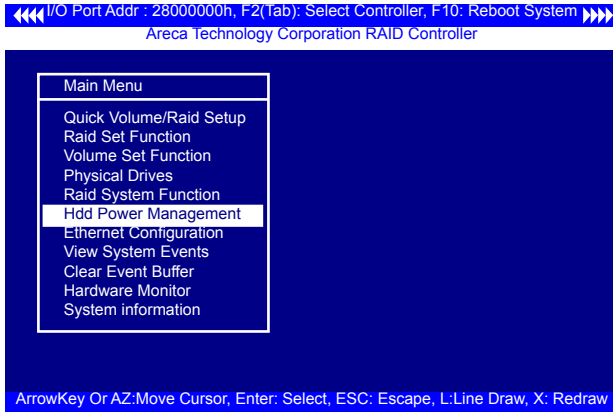 I/O Port Addr : 28000000h, F2(Tab): Select Controller, F10: Reboot System
Areca Technology Corporation RAID Controller
Main Menu
Quick Volume/Raid Setup
Raid Set Function
Volume Set Function
Physical Drives
Raid System Function
Hdd Power Management
Ethernet Configuration
View System Events
Clear Event Buffer
Hardware Monitor
System information
ArrowKey Or AZ:Move Cursor, Enter: Select, ESC: Escape, L:Line Draw, X: Redraw